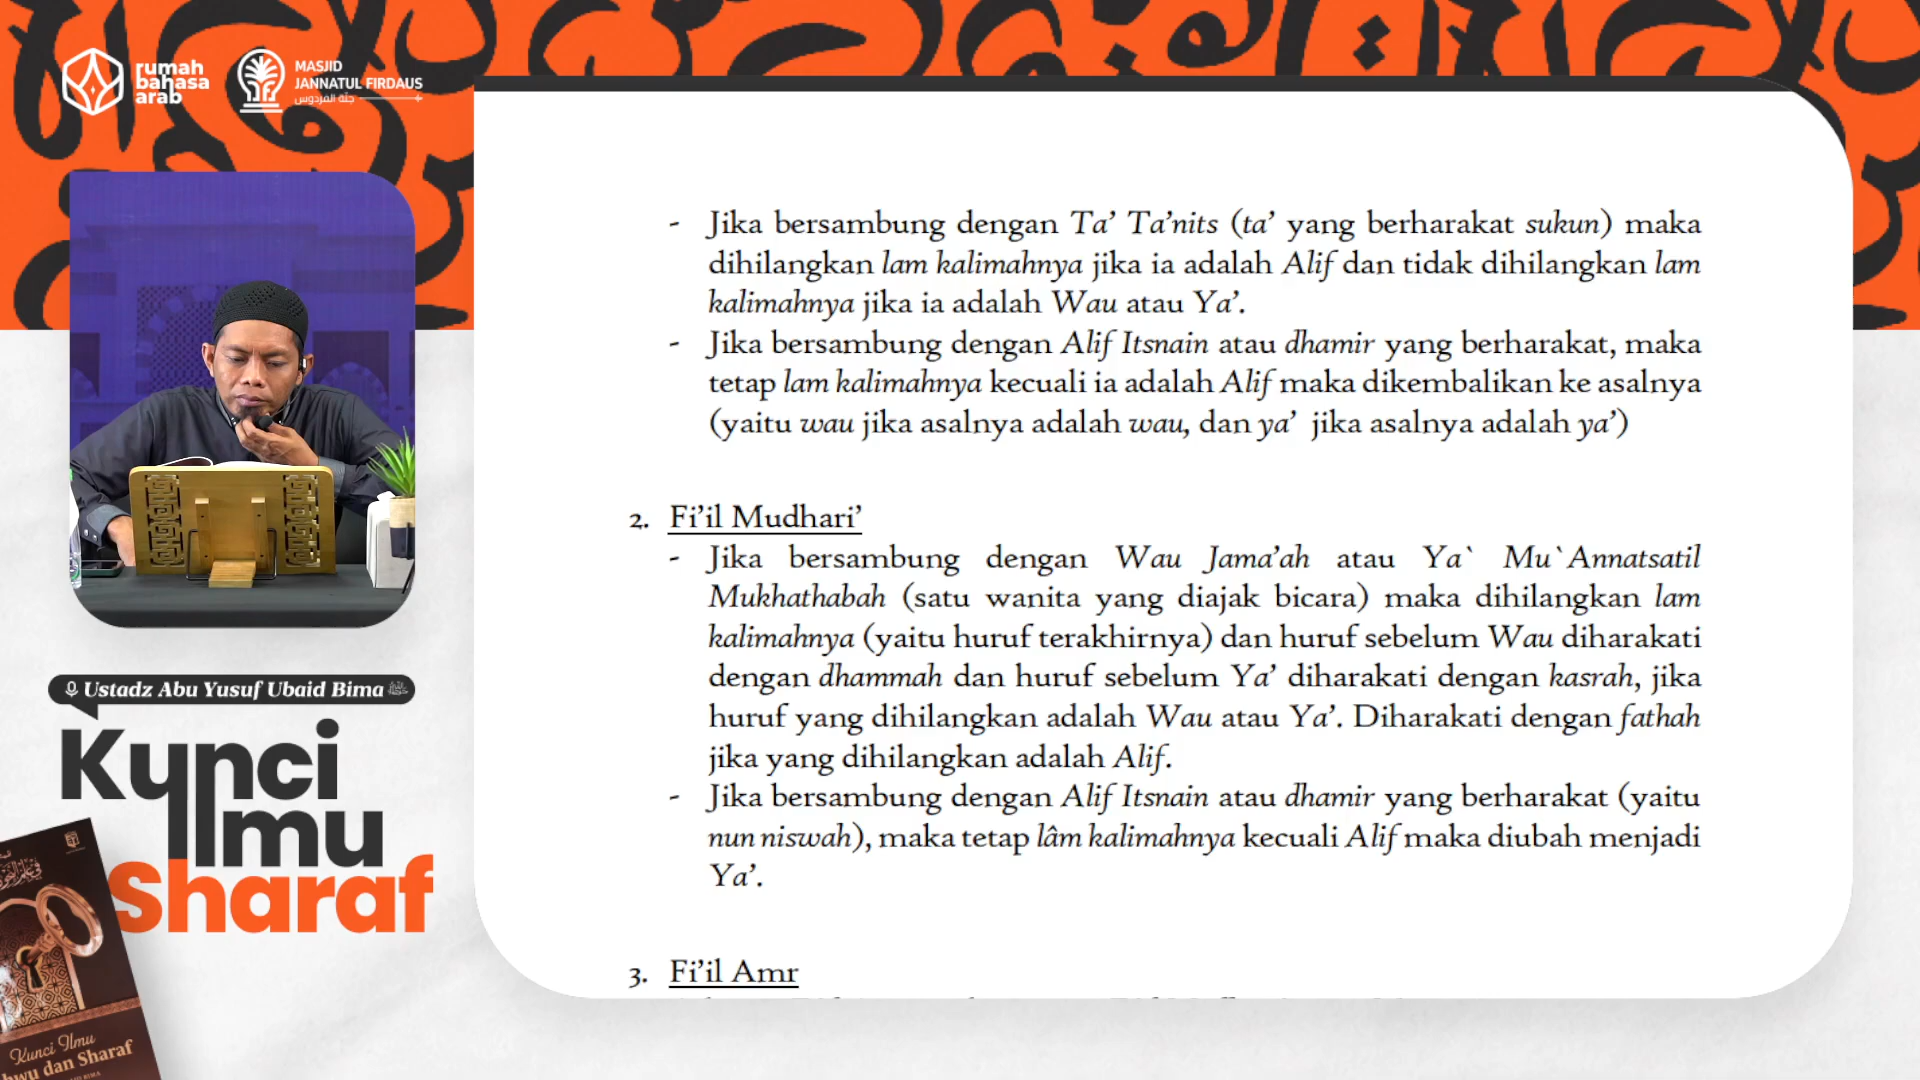 rumah
bahasa
arab
MASJID
JANNATUL FIRDAUS
جنّة الفردوس
- Jika bersambung dengan Ta’ Ta’nits (ta’ yang berharakat sukun) maka
dihilangkan lam kalimahnya jika ia adalah Alif dan tidak dihilangkan lam
kalimahnya jika ia adalah Wau atau Ya’.
- Jika bersambung dengan Alif Itsnain atau dhamir yang berharakat, maka
tetap lam kalimahnya kecuali ia adalah Alif maka dikembalikan ke asalnya
(yaitu wau jika asalnya adalah wau, dan ya’ jika asalnya adalah ya’)
2. Fi’il Mudhari’
- Jika bersambung dengan Wau Jama’ah atau Ya` Mu`Annatsatil
Mukhathabah (satu wanita yang diajak bicara) maka dihilangkan lam
kalimahnya (yaitu huruf terakhirnya) dan huruf sebelum Wau diharakati
dengan dhammah dan huruf sebelum Ya’ diharakati dengan kasrah, jika
huruf yang dihilangkan adalah Wau atau Ya’. Diharakati dengan fathah
jika yang dihilangkan adalah Alif.
- Jika bersambung dengan Alif Itsnain atau dhamir yang berharakat (yaitu
nun niswah), maka tetap lâm kalimahnya kecuali Alif maka diubah menjadi
Ya’.
3. Fi’il Amr
Ustadz Abu Yusuf Ubaid Bima
Kunci
Ilmu
Sharaf
Kunci Ilmu
hwu dan Sharaf